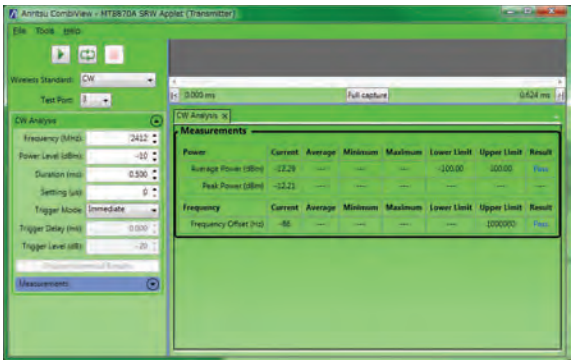 Anritsu CombiView - MT8870A SRW Applet (Transmitter)
File Tools Help
Wireless Standard: CW
Test Port: 3
0.000 ms Full capture 0.624 ms
CW Analysis
Frequency (MHz): 2412
Power Level (dBm): -10
Duration (ms): 0.500
Settling (µs): 0
Trigger Mode: Immediate
Trigger Delay (ms): 0.000
Trigger Level (dB): -20
Measurements
CW Analysis x
Measurements
Power Current Average Minimum Maximum Lower Limit Upper Limit Result
Average Power (dBm) -12.29 ---- ---- ---- -100.00 100.00 Pass
Peak Power (dBm) -12.21 ---- ---- ---- ---- ---- ----
Frequency Current Average Minimum Maximum Lower Limit Upper Limit Result
Frequency Offset (Hz) -66 ---- ---- ---- ---- 1000000 Pass